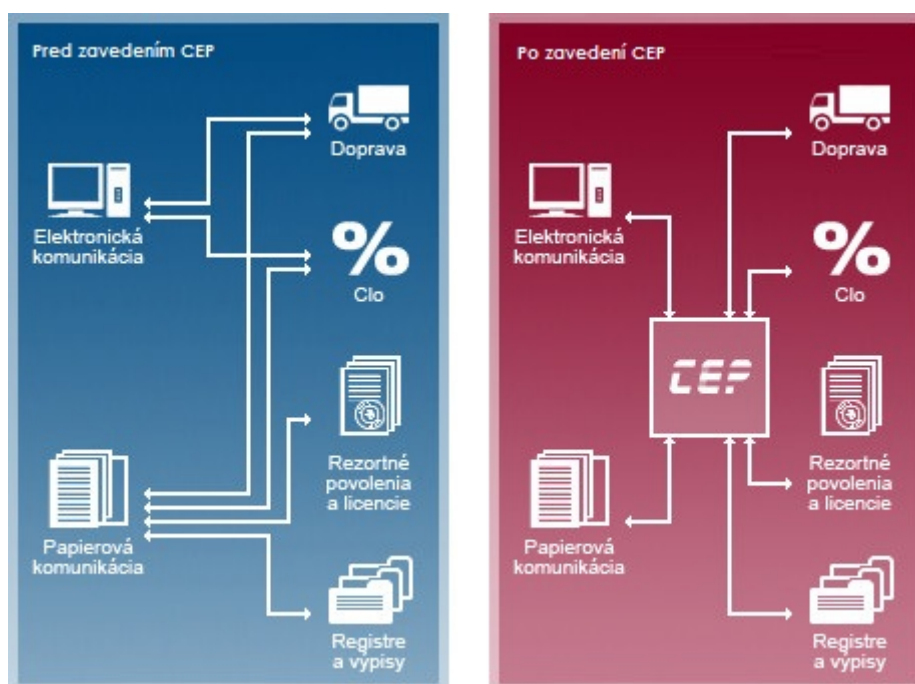 Pred zavedením CEP
Doprava
Elektronická
komunikácia
%
Clo
Rezortné
povolenia
a licencie
Papierová
komunikácia
Registre
a výpisy
Po zavedení CEP
Doprava
Elektronická
komunikácia
%
Clo
CEP
Rezortné
povolenia
a licencie
Papierová
komunikácia
Registre
a výpisy